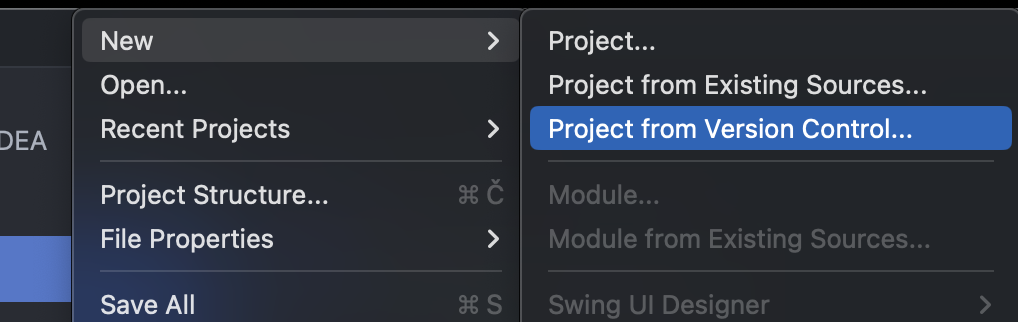 New
Open...
Recent Projects
Project Structure... ⌘ Č
File Properties
Save All ⌘ S
Project...
Project from Existing Sources...
Project from Version Control...
Module...
Module from Existing Sources...
Swing UI Designer
DEA